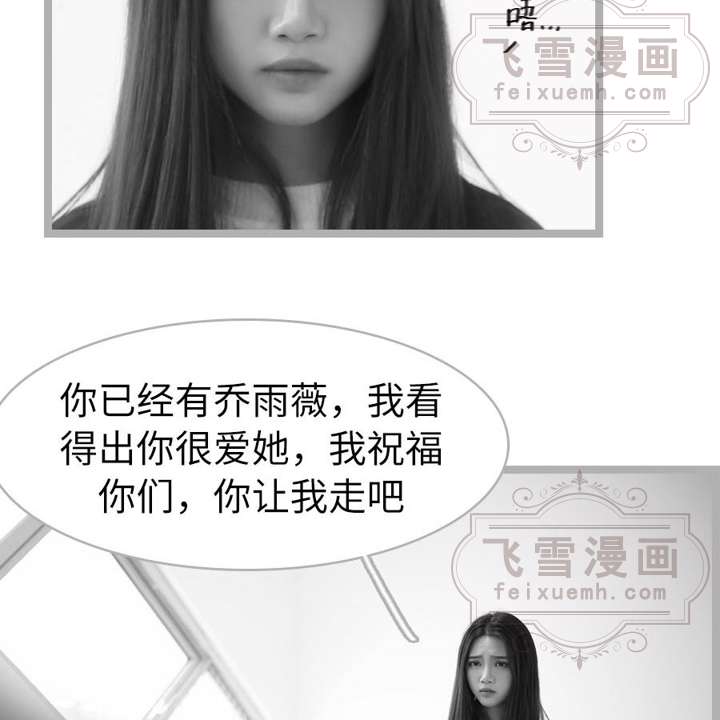 唔...
飞雪漫画
feixuemh.com
你已经有乔雨薇，我看
得出你很爱她，我祝福
你们，你让我走吧
飞雪漫画
feixuemh.com